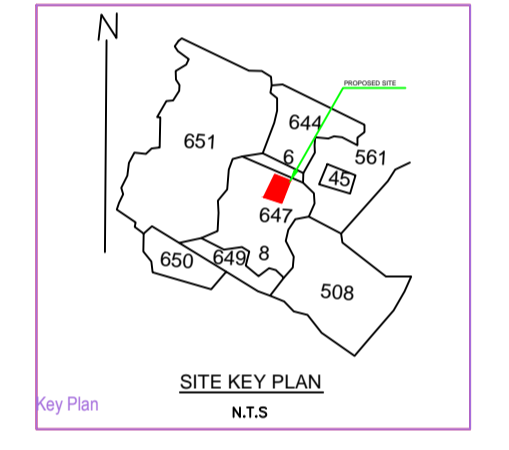 N
PROPOSED SITE
644
651
6
561
45
647
650
649
8
508
SITE KEY PLAN
Key Plan
N.T.S